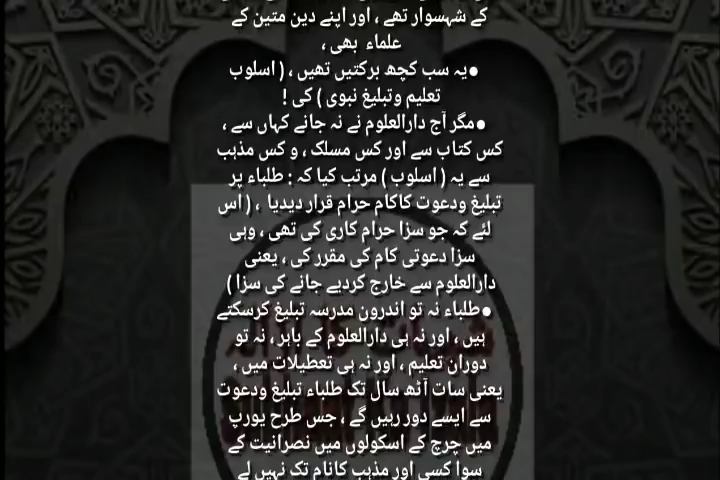 کے شہسوار تھے ، اور اپنے دین متین کے
علماء بھی ،
●یہ سب کچھ برکتیں تھیں ، ( اسلوب
تعلیم وتبلیغ نبوی ) کی !
●مگر آج دارالعلوم نے نہ جانے کہاں سے ،
کس کتاب سے اور کس مسلک ، و کس مذہب
سے یہ ( اسلوب ) مرتب کیا کہ : طلباء پر
تبلیغ ودعوت کاکام حرام قرار دیدیا ، ( اس
لئے کہ جو سزا حرام کاری کی تھی ، وہی
سزا دعوتی کام کی مقرر کی ، یعنی
دارالعلوم سے خارج کردیے جانے کی سزا )
●طلباء نہ تو اندرون مدرسہ تبلیغ کرسکتے
ہیں ، اور نہ ہی دارالعلوم کے باہر ، نہ تو
دوران تعلیم ، اور نہ ہی تعطیلات میں ،
یعنی سات آٹھ سال تک طلباء تبلیغ ودعوت
سے ایسے دور رہیں گے ، جس طرح یورپ
میں چرچ کے اسکولوں میں نصرانیت کے
سوا کسی اور مذہب کانام تک نہیں لے